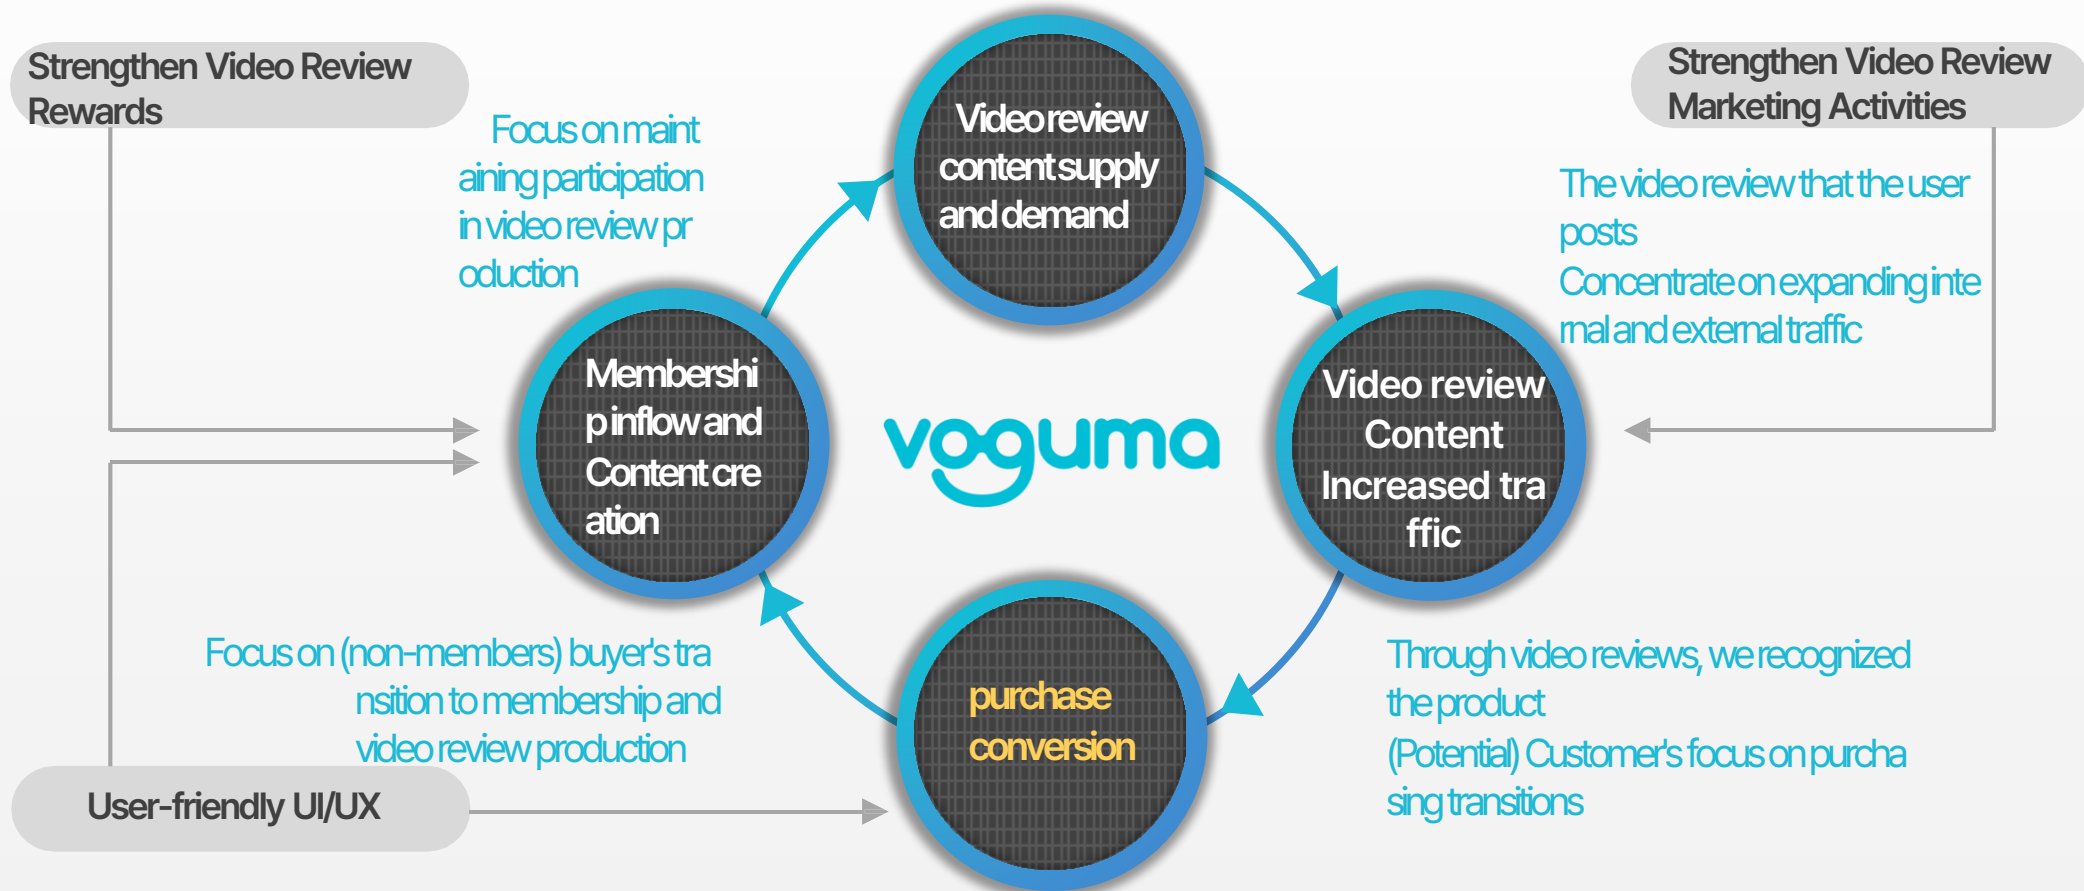 Strengthen Video Review
Rewards
Strengthen Video Review
Marketing Activities
Focus on maint
aining participation
in video review pr
oduction
Video review
content supply
and demand
The video review that the user
posts
Concentrate on expanding inte
rnal and external traffic
Membershi
p inflow and
Content cre
ation
voguma
Video review
Content
Increased tra
ffic
Focus on (non-members) buyer's tra
nsition to membership and
video review production
purchase
conversion
Through video reviews, we recognized
the product
(Potential) Customer's focus on purcha
sing transitions
User-friendly UI/UX